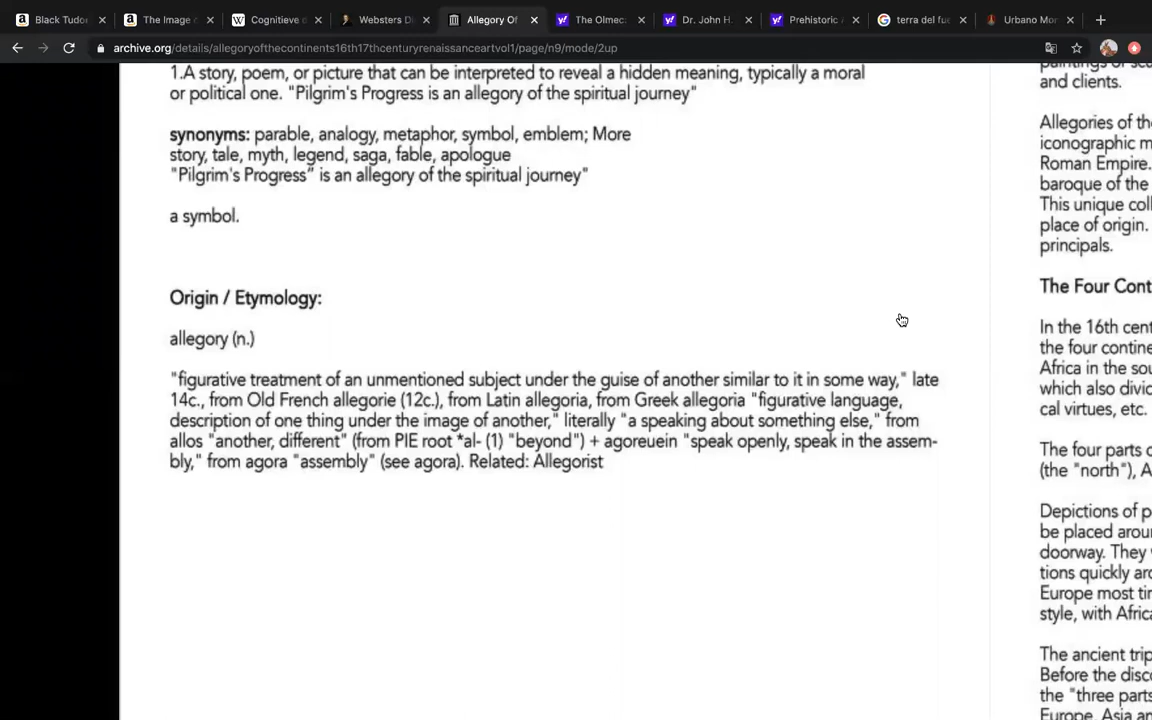 Black Tudo
The Image
Cognitieve d
Websters Di
Allegory Of
The Olmec:
Dr. John H.
Prehistoric
terra del fue
Urbano Mor
archive.org/details/allegoryofthecontinents16th17thcenturyrenaissanceartvol1/page/n9/mode/2up
1.A story, poem, or picture that can be interpreted to reveal a hidden meaning, typically a moral
or political one. "Pilgrim's Progress is an allegory of the spiritual journey"
synonyms: parable, analogy, metaphor, symbol, emblem; More
story, tale, myth, legend, saga, fable, apologue
"Pilgrim's Progress” is an allegory of the spiritual journey"
a symbol.
Origin / Etymology:
allegory (n.)
"figurative treatment of an unmentioned subject under the guise of another similar to it in some way," late
14c., from Old French allegorie (12c.), from Latin allegoria, from Greek allegoria "figurative language,
description of one thing under the image of another," literally "a speaking about something else," from
allos "another, different" (from PIE root *al- (1) "beyond") + agoreuein "speak openly, speak in the assem-
bly," from agora "assembly" (see agora). Related: Allegorist
paintings or
and clients.
Allegories of th
iconographic m
Roman Empire.
baroque of the
This unique coll
place of origin.
principals.
The Four Cont
In the 16th cent
the four contine
Africa in the sou
which also divid
cal virtues, etc.
The four parts o
(the "north"), A
Depictions of p
be placed arou
doorway. They
tions quickly aro
Europe most tim
style, with Africa
The ancient trip
Before the disco
the "three parts
Europe, Asia an